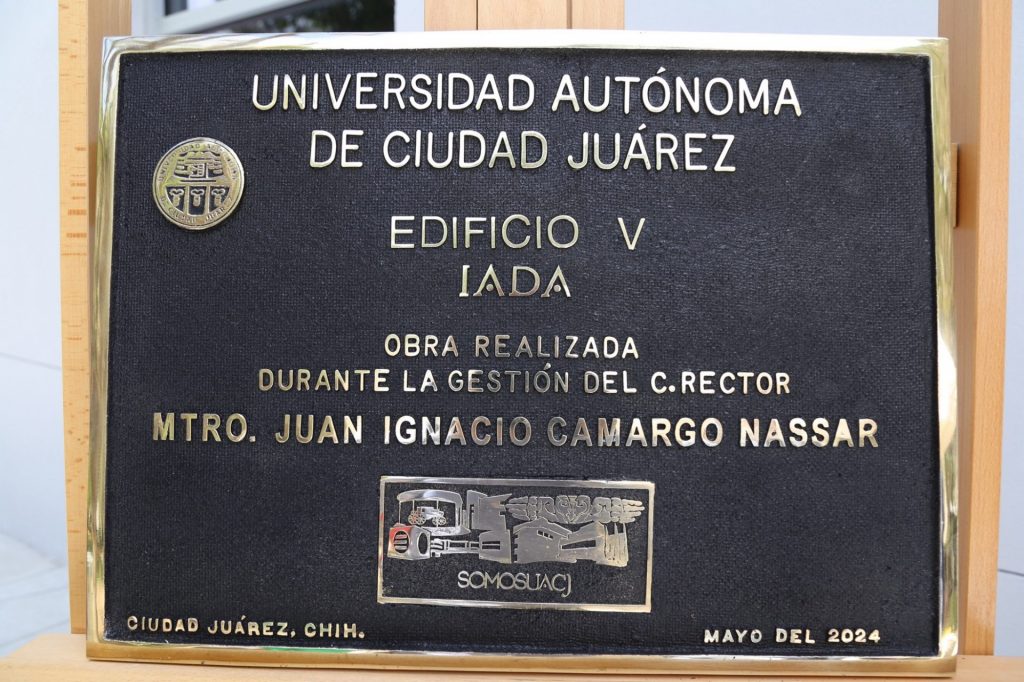 UNIVERSIDAD AUTÓNOMA
DE CIUDAD JUÁREZ
EDIFICIO V
IADA
OBRA REALIZADA
DURANTE LA GESTIÓN DEL C.RECTOR
MTRO. JUAN IGNACIO CAMARGO NASSAR
SOMOSUACJ
CIUDAD JUÁREZ, CHIH.
MAYO DEL 2024